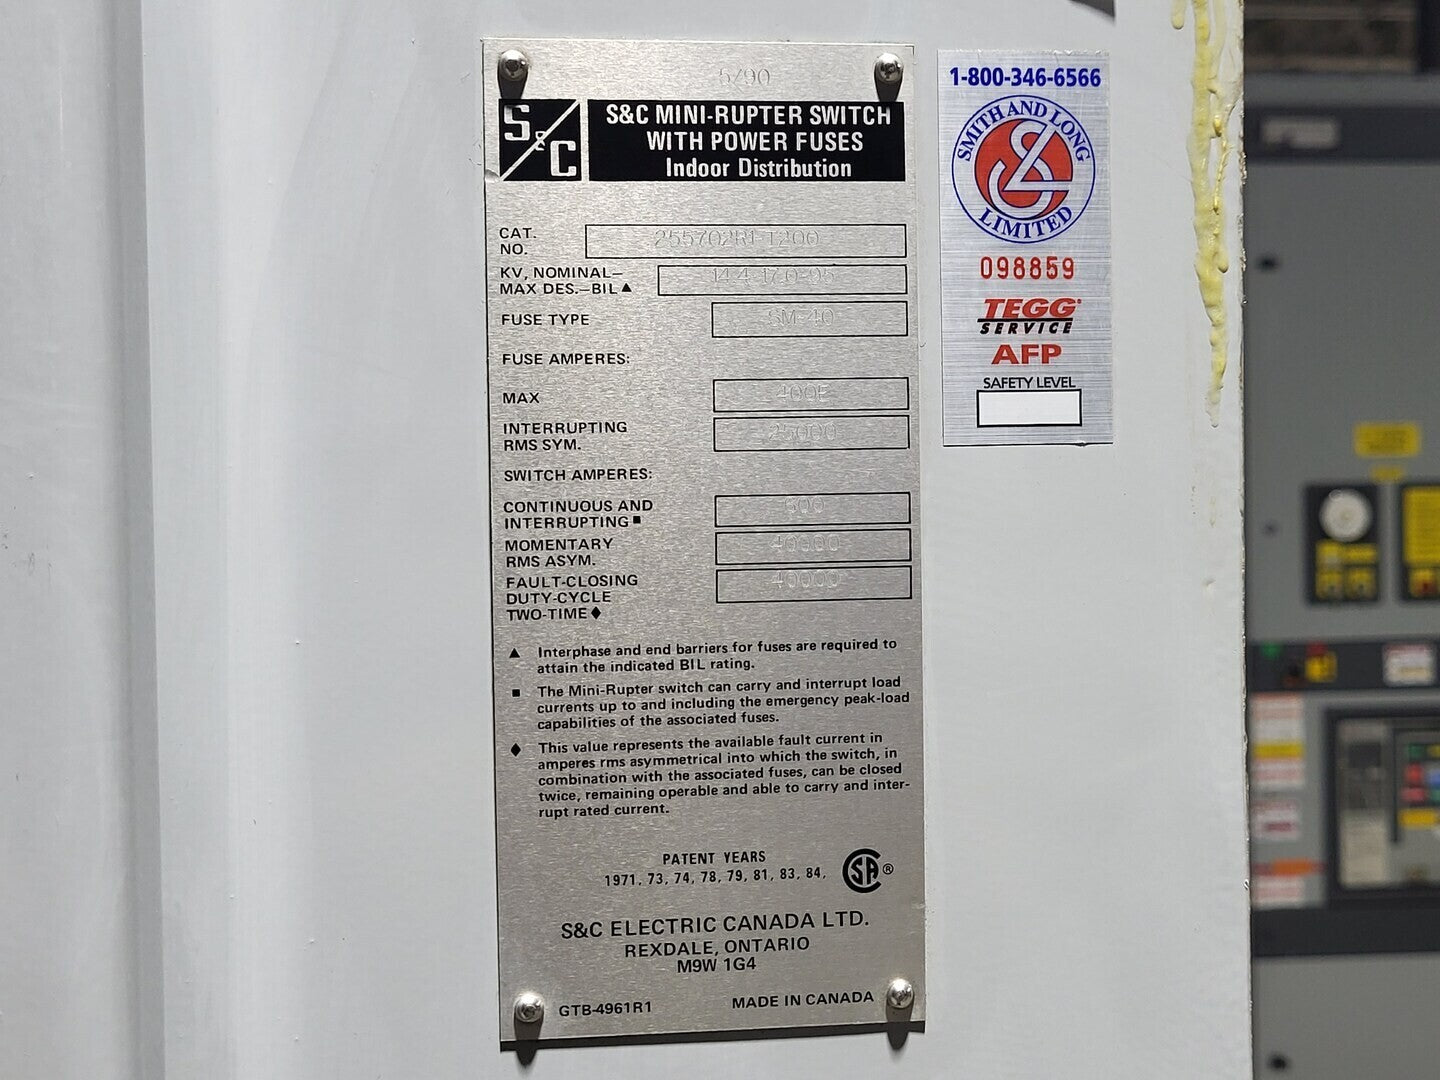 5/90
S&C
S&C MINI-RUPTER SWITCH
WITH POWER FUSES
Indoor Distribution
CAT.
NO.
255702R1-T200
KV, NOMINAL—
MAX DES.—BIL ▲
14.4-17.0-95
FUSE TYPE
SM-40
FUSE AMPERES:
MAX
400E
INTERRUPTING
RMS SYM.
25000
SWITCH AMPERES:
CONTINUOUS AND
INTERRUPTING ■
600
MOMENTARY
RMS ASYM.
40000
FAULT-CLOSING
DUTY-CYCLE
TWO-TIME ♦
40000
▲ Interphase and end barriers for fuses are required to
attain the indicated BIL rating.
■ The Mini-Rupter switch can carry and interrupt load
currents up to and including the emergency peak-load
capabilities of the associated fuses.
♦ This value represents the available fault current in
amperes rms asymmetrical into which the switch, in
combination with the associated fuses, can be closed
twice, remaining operable and able to carry and inter-
rupt rated current.
PATENT YEARS
1971, 73, 74, 78, 79, 81, 83, 84,
CSA ®
S&C ELECTRIC CANADA LTD.
REXDALE, ONTARIO
M9W 1G4
GTB-4961R1
MADE IN CANADA
1-800-346-6566
SMITH AND LONG
LIMITED
098859
TEGG®
SERVICE
AFP
SAFETY LEVEL